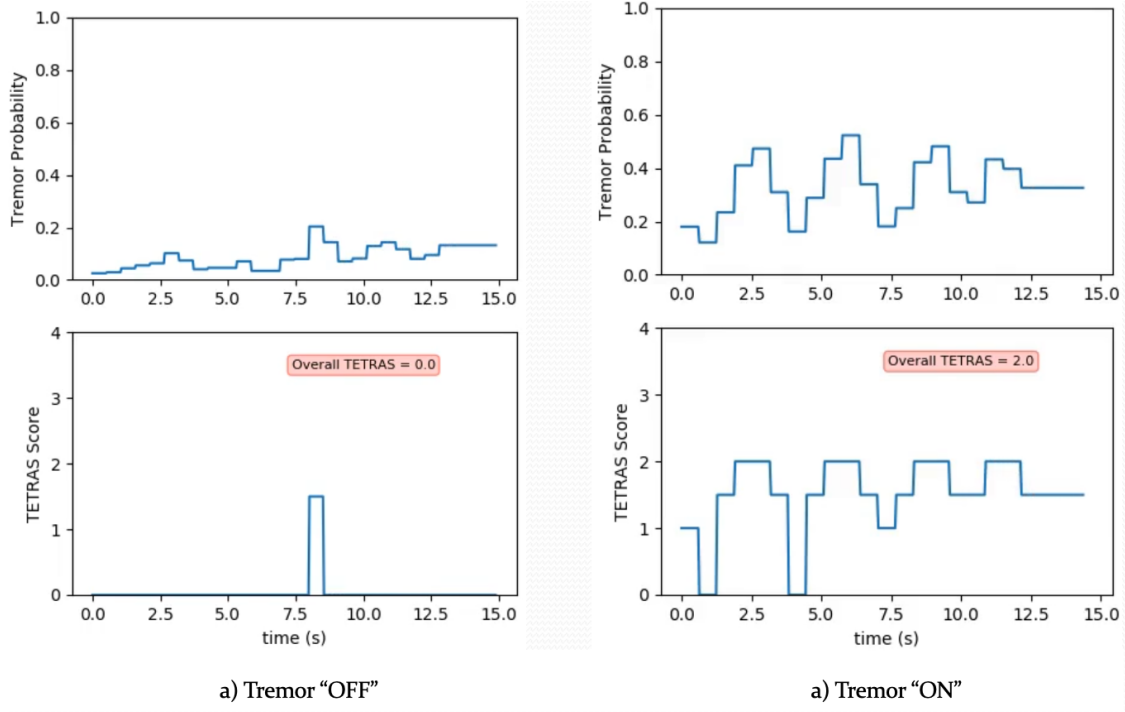 1.0
0.8
0.6
0.4
0.2
0.0
Tremor Probability
0.0 2.5 5.0 7.5 10.0 12.5 15.0
4
3
2
1
0
TETRAS Score
Overall TETRAS = 0.0
0.0 2.5 5.0 7.5 10.0 12.5 15.0
time (s)
a) Tremor “OFF”
1.0
0.8
0.6
0.4
0.2
0.0
Tremor Probability
0.0 2.5 5.0 7.5 10.0 12.5 15.0
4
3
2
1
0
TETRAS Score
Overall TETRAS = 2.0
0.0 2.5 5.0 7.5 10.0 12.5 15.0
time (s)
a) Tremor “ON”